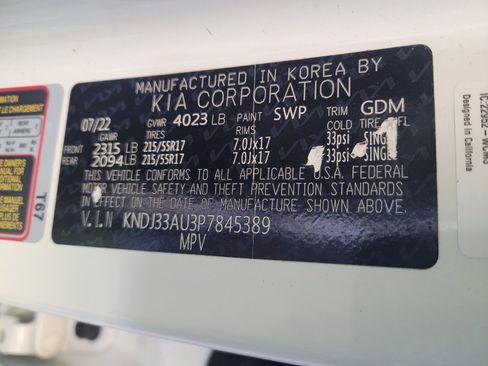 MANUFACTURED IN KOREA BY
KIA CORPORATION
07/22 GVWR 4023 LB PAINT SWP TRIM GDM
GAWR TIRES RIMS COLD TIRE
FRONT 2315 LB 215/55R17 7.0Jx17 33psi
REAR 2094 LB 215/55R17 7.0Jx17 33psi
THIS VEHICLE CONFORMS TO ALL APPLICABLE U.S.A. FEDERAL
MOTOR VEHICLE SAFETY AND THEFT PREVENTION STANDARDS
IN EFFECT ON THE DATE OF MANUFACTURE SHOWN ABOVE.
V.I.N KNDJ33AU3P7845389
MPV
T67
IC:22952-WCM3
Designed in California